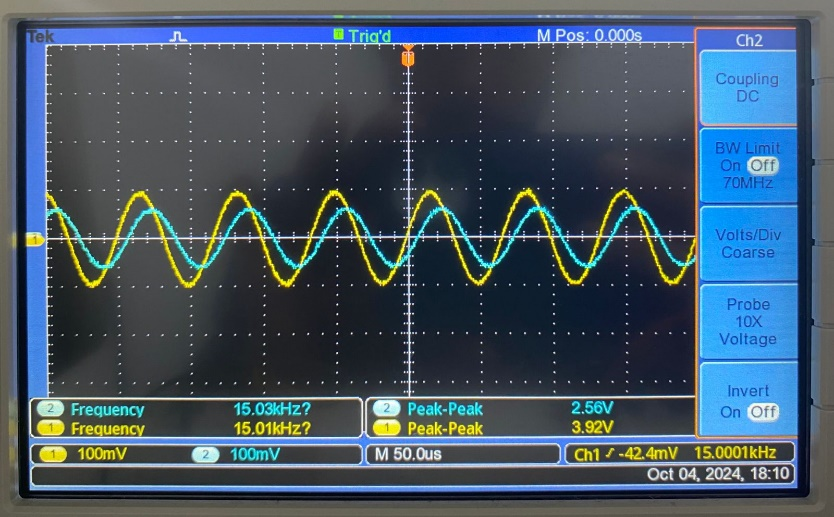 Tek Trig'd M Pos: 0.000s Ch2
T
Coupling
DC
BW Limit
On Off
70MHz
1
Volts/Div
Coarse
Probe
10X
Voltage
Invert
On Off
2 Frequency 15.03kHz? 2 Peak-Peak 2.56V
1 Frequency 15.01kHz? 1 Peak-Peak 3.92V
1 100mV 2 100mV M 50.0us Ch1 -42.4mV 15.0001kHz
Oct 04, 2024, 18:10